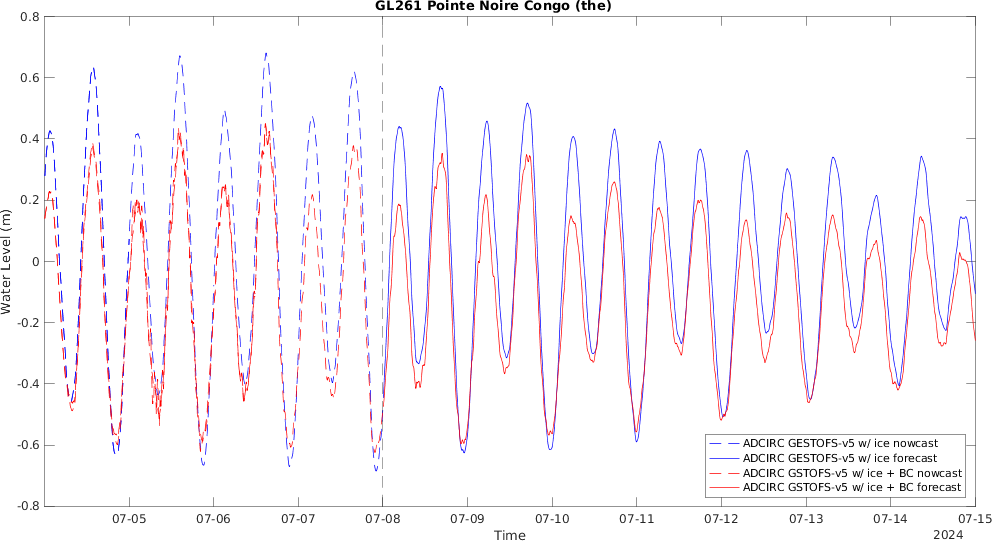 GL261 Pointe Noire Congo (the)
0.8
0.6
0.4
0.2
0
-0.2
-0.4
-0.6
-0.8
Water Level (m)
ADCIRC GESTOFS-v5 w/ ice nowcast
ADCIRC GESTOFS-v5 w/ ice forecast
ADCIRC GSTOFS-v5 w/ ice + BC nowcast
ADCIRC GSTOFS-v5 w/ ice + BC forecast
07-05 07-06 07-07 07-08 07-09 07-10 07-11 07-12 07-13 07-14 07-15
Time
2024